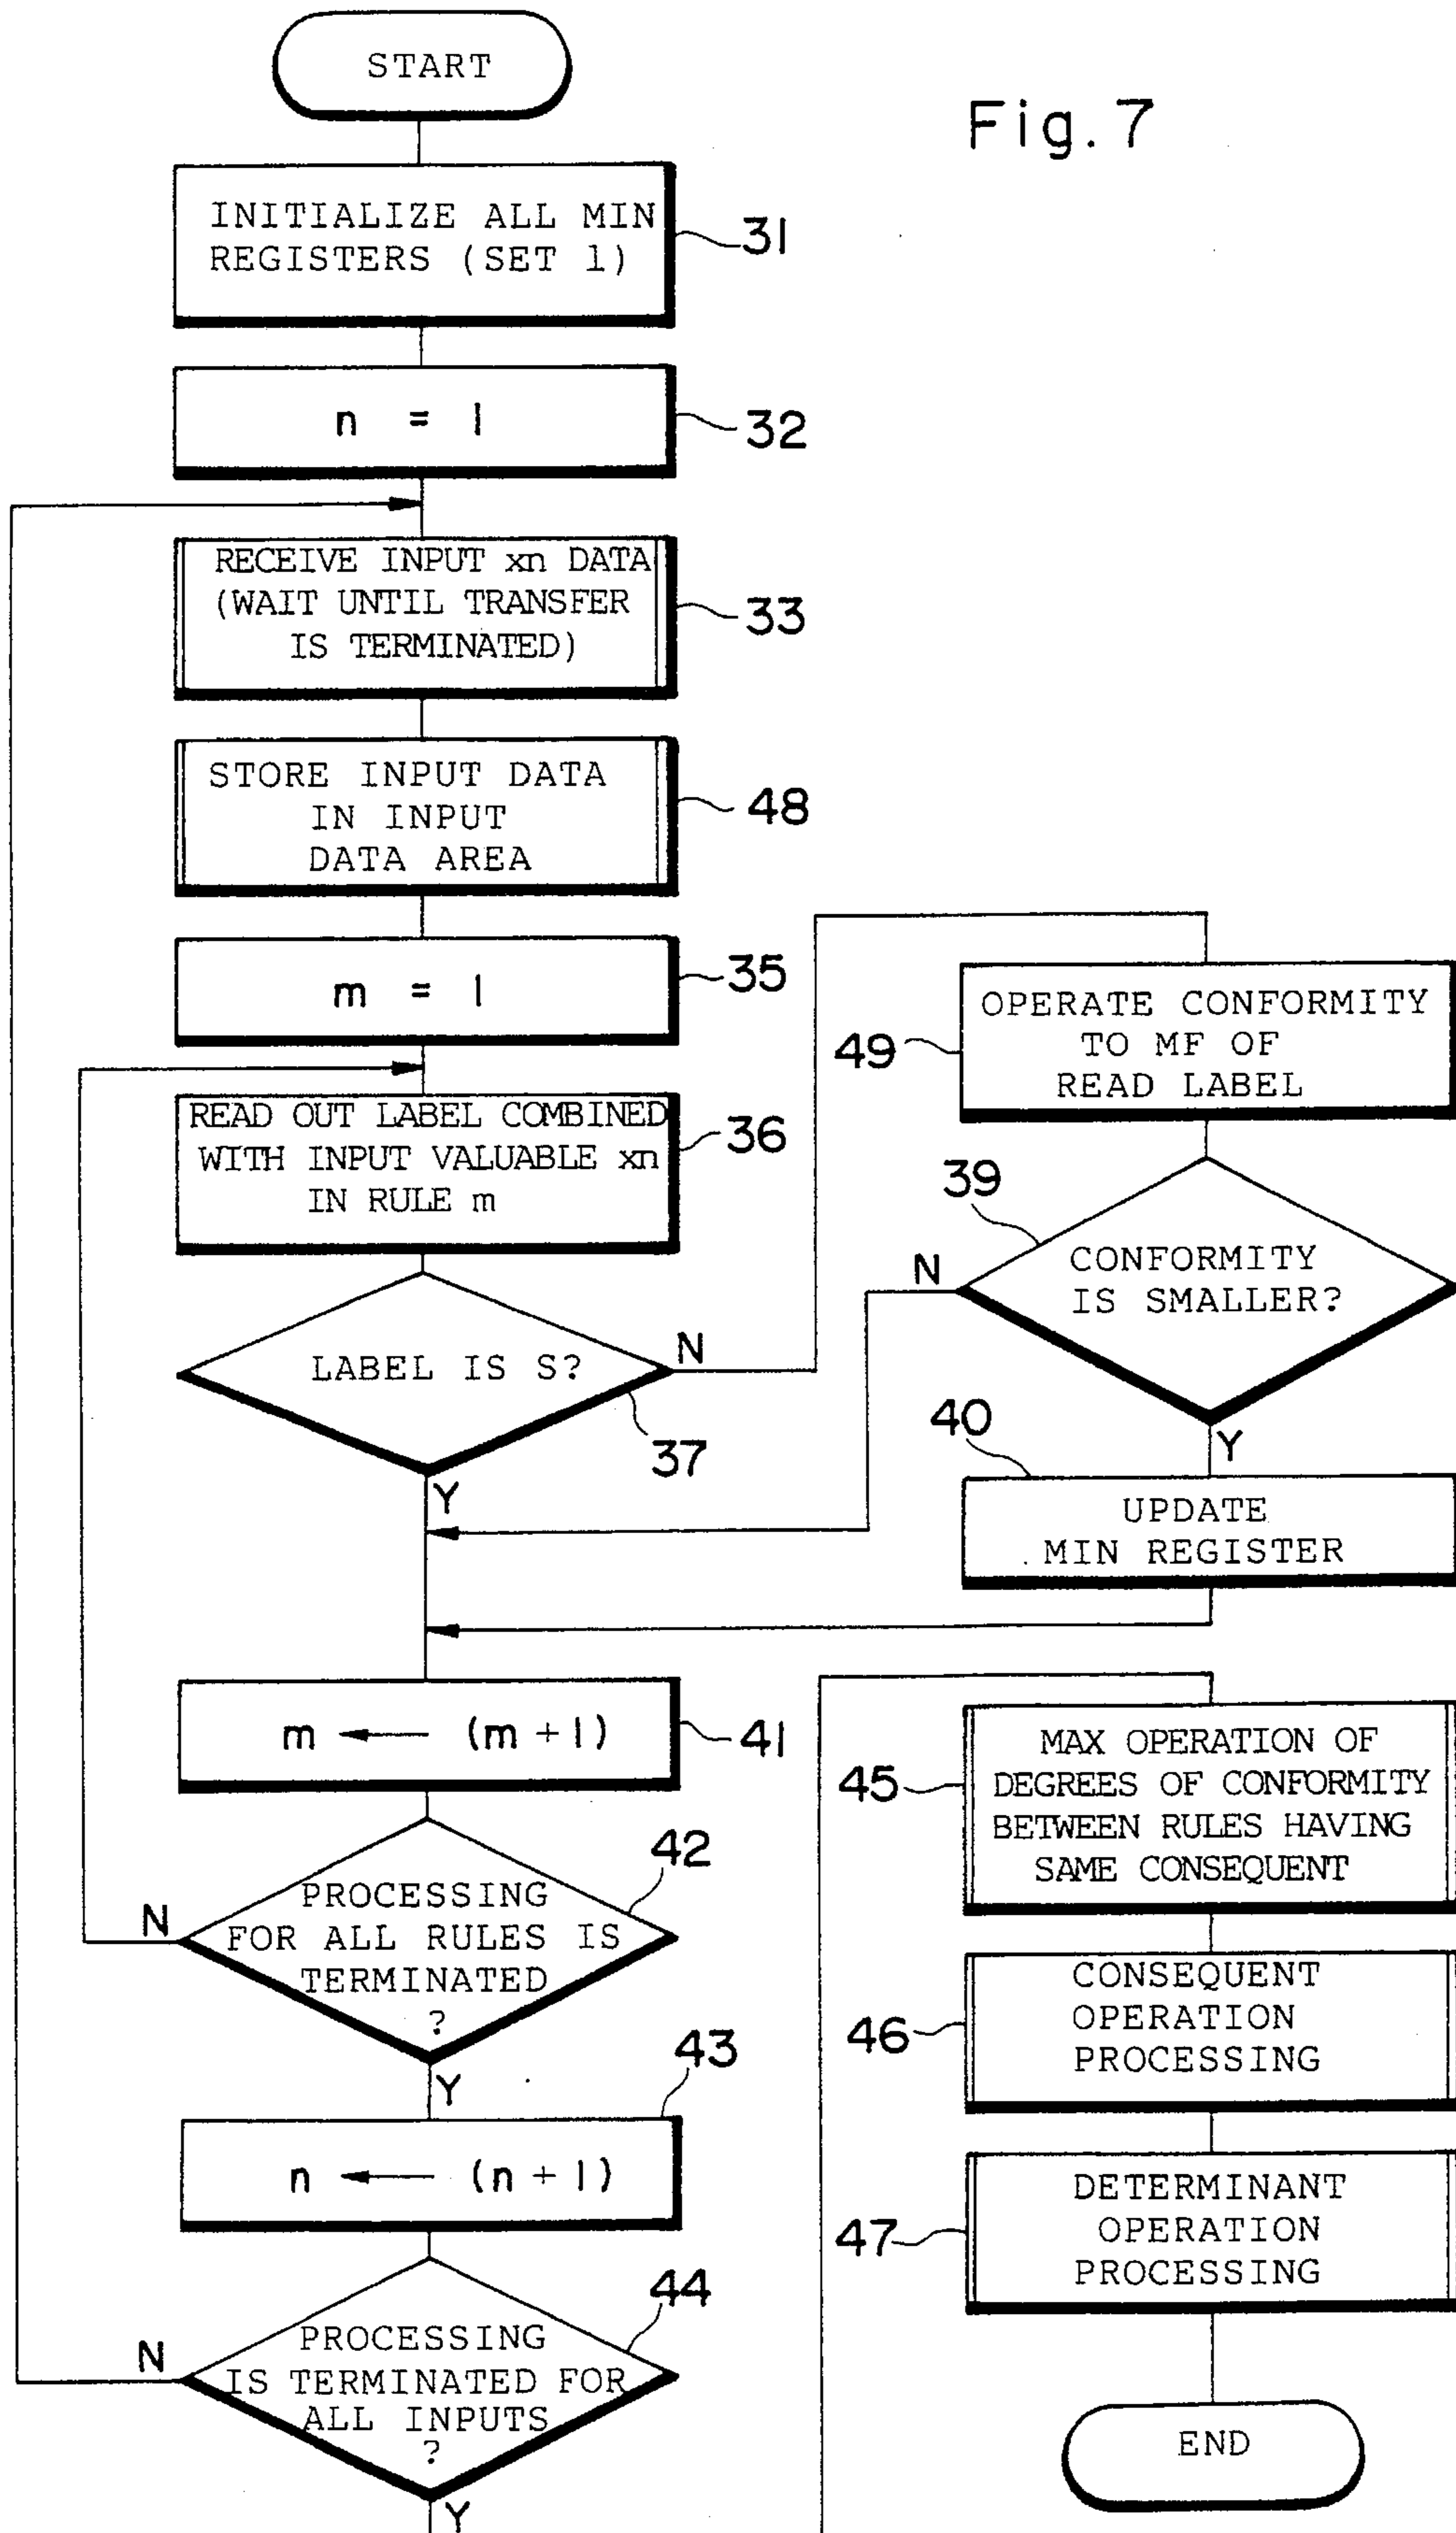 START
Fig. 7
INITIALIZE ALL MIN
REGISTERS (SET 1)
31
n = 1
32
RECEIVE INPUT xn DATA
(WAIT UNTIL TRANSFER
IS TERMINATED)
33
STORE INPUT DATA
IN INPUT
DATA AREA
48
m = 1
35
READ OUT LABEL COMBINED
WITH INPUT VALUABLE xn
IN RULE m
36
LABEL IS S?
N
37
Y
OPERATE CONFORMITY
TO MF OF
READ LABEL
49
39
CONFORMITY
IS SMALLER?
N
Y
40
UPDATE
MIN REGISTER
m ← (m + 1)
41
42
PROCESSING
FOR ALL RULES IS
TERMINATED
?
N
Y
43
n ← (n + 1)
44
PROCESSING
IS TERMINATED FOR
ALL INPUTS
?
N
Y
MAX OPERATION OF
DEGREES OF CONFORMITY
BETWEEN RULES HAVING
SAME CONSEQUENT
45
CONSEQUENT
OPERATION
PROCESSING
46
DETERMINANT
OPERATION
PROCESSING
47
END